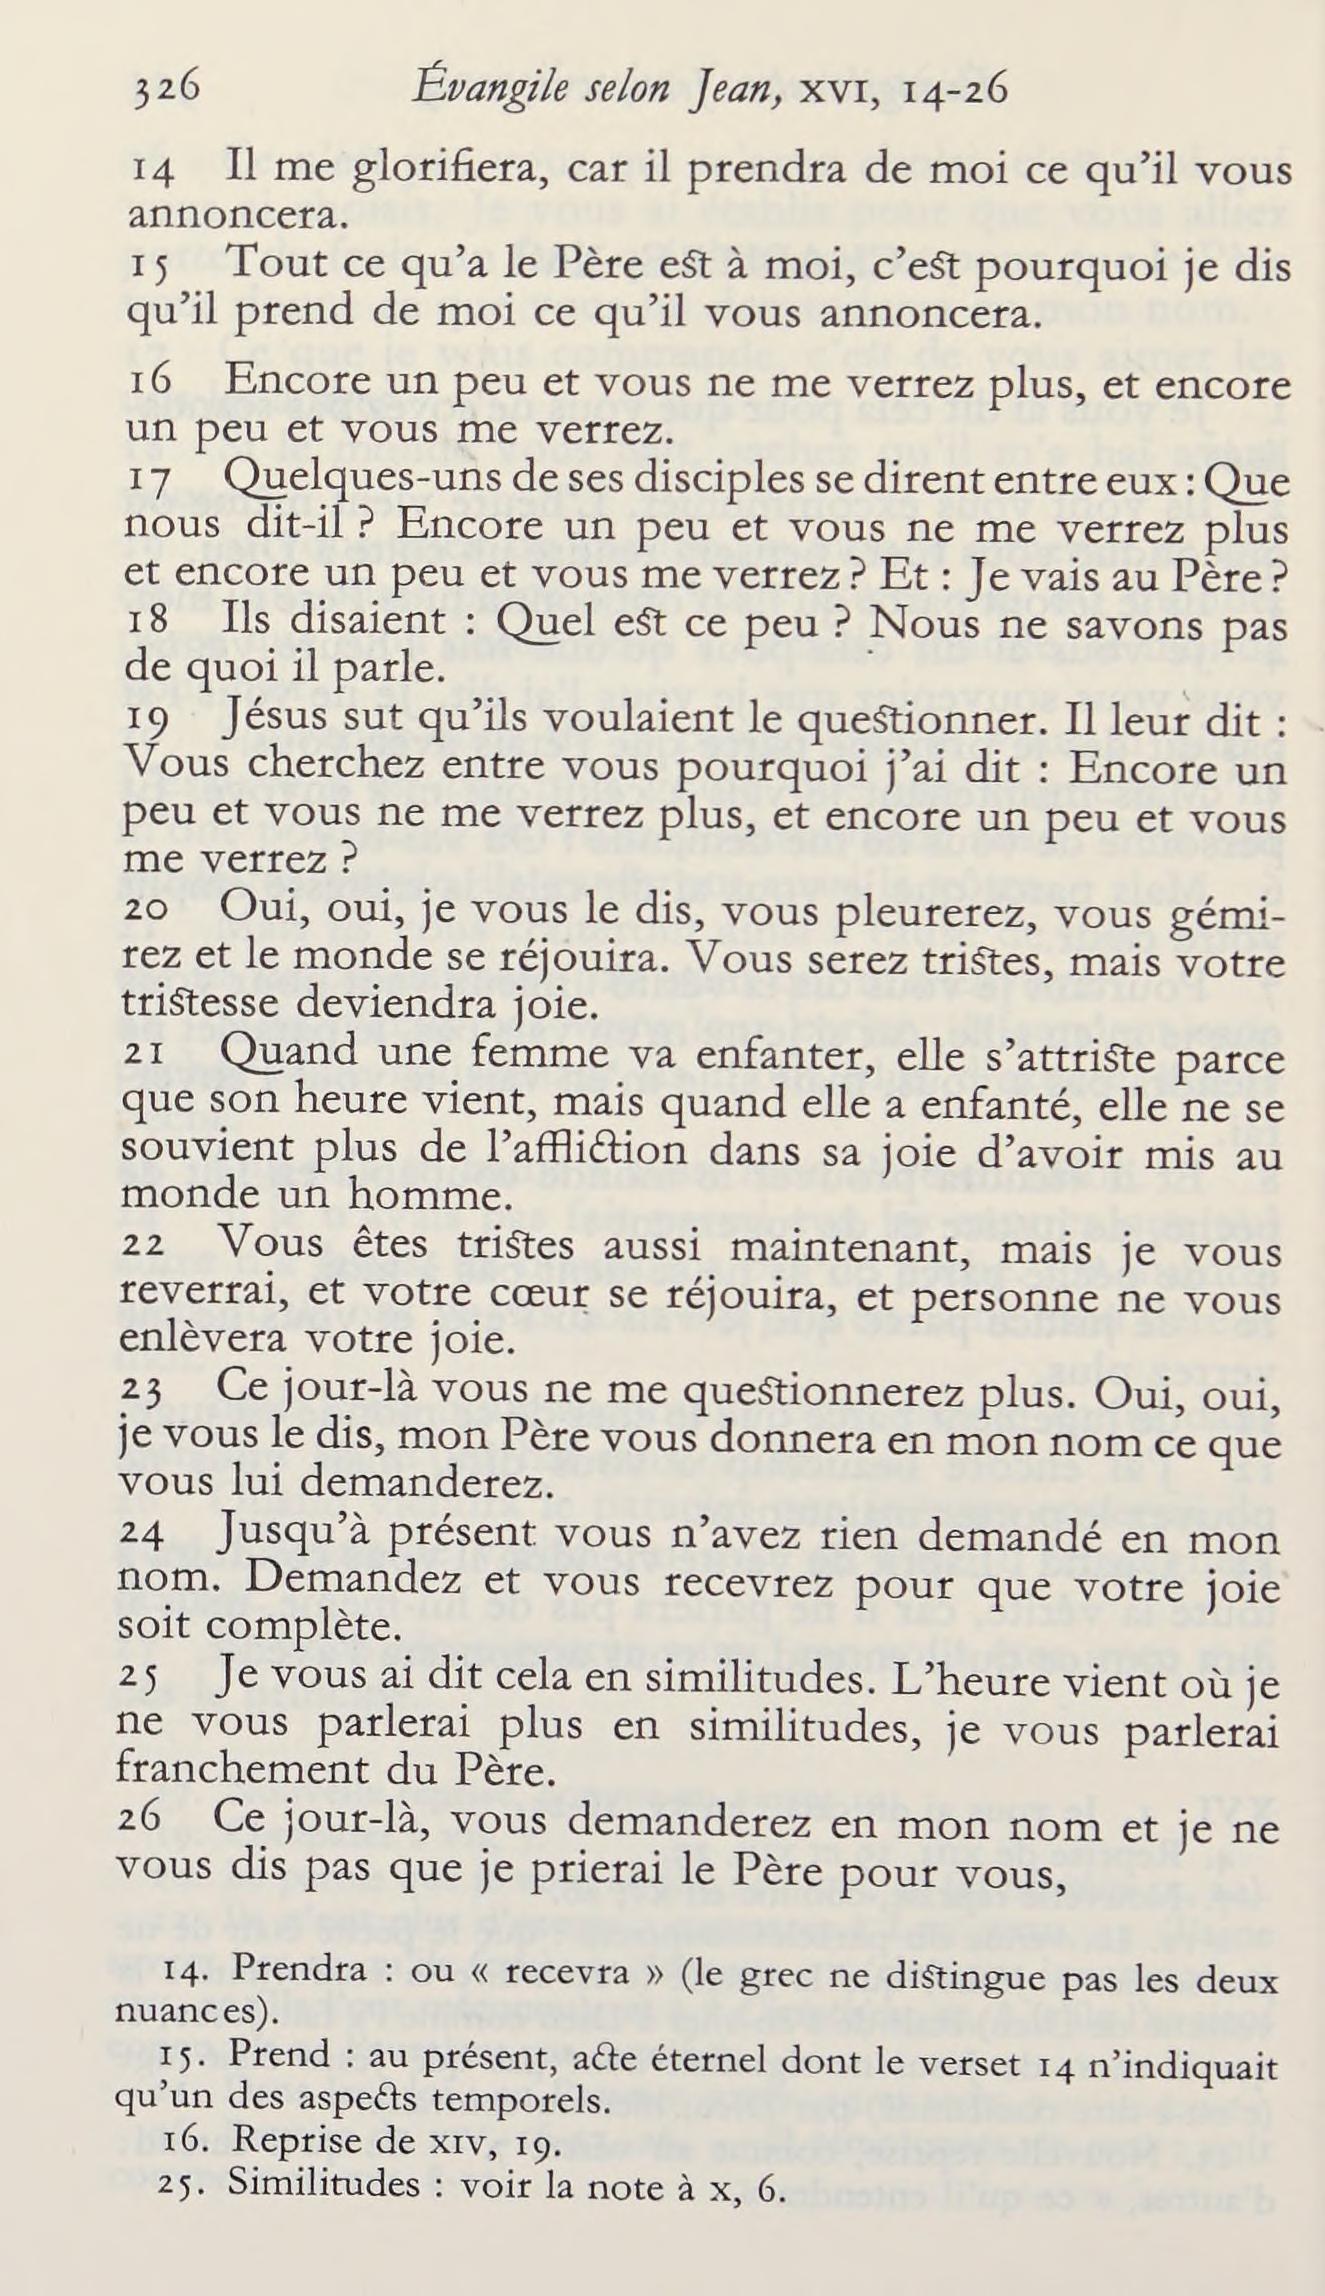 326 Évangile selon Jean, XVI, 14-26
14 Il me glorifiera, car il prendra de moi ce qu’il vous
annoncera.
15 Tout ce qu’a le Père est à moi, c’est pourquoi je dis
qu’il prend de moi ce qu’il vous annoncera.
16 Encore un peu et vous ne me verrez plus, et encore
un peu et vous me verrez.
17 Quelques-uns de ses disciples se dirent entre eux : Que
nous dit-il ? Encore un peu et vous ne me verrez plus
et encore un peu et vous me verrez ? Et : Je vais au Père ?
18 Ils disaient : Quel est ce peu ? Nous ne savons pas
de quoi il parle.
19 Jésus sut qu’ils voulaient le questionner. Il leur dit :
Vous cherchez entre vous pourquoi j’ai dit : Encore un
peu et vous ne me verrez plus, et encore un peu et vous
me verrez ?
20 Oui, oui, je vous le dis, vous pleurerez, vous gémi-
rez et le monde se réjouira. Vous serez tristes, mais votre
tristesse deviendra joie.
21 Quand une femme va enfanter, elle s’attriste parce
que son heure vient, mais quand elle a enfanté, elle ne se
souvient plus de l’affliction dans sa joie d’avoir mis au
monde un homme.
22 Vous êtes tristes aussi maintenant, mais je vous
reverrai, et votre cœur se réjouira, et personne ne vous
enlèvera votre joie.
23 Ce jour-là vous ne me questionnerez plus. Oui, oui,
je vous le dis, mon Père vous donnera en mon nom ce que
vous lui demanderez.
24 Jusqu’à présent vous n’avez rien demandé en mon
nom. Demandez et vous recevrez pour que votre joie
soit complète.
25 Je vous ai dit cela en similitudes. L’heure vient où je
ne vous parlerai plus en similitudes, je vous parlerai
franchement du Père.
26 Ce jour-là, vous demanderez en mon nom et je ne
vous dis pas que je prierai le Père pour vous,
14. Prendra : ou « recevra » (le grec ne distingue pas les deux
nuances).
15. Prend : au présent, acte éternel dont le verset 14 n’indiquait
qu’un des aspects temporels.
16. Reprise de XIV, 19.
25. Similitudes : voir la note à X, 6.